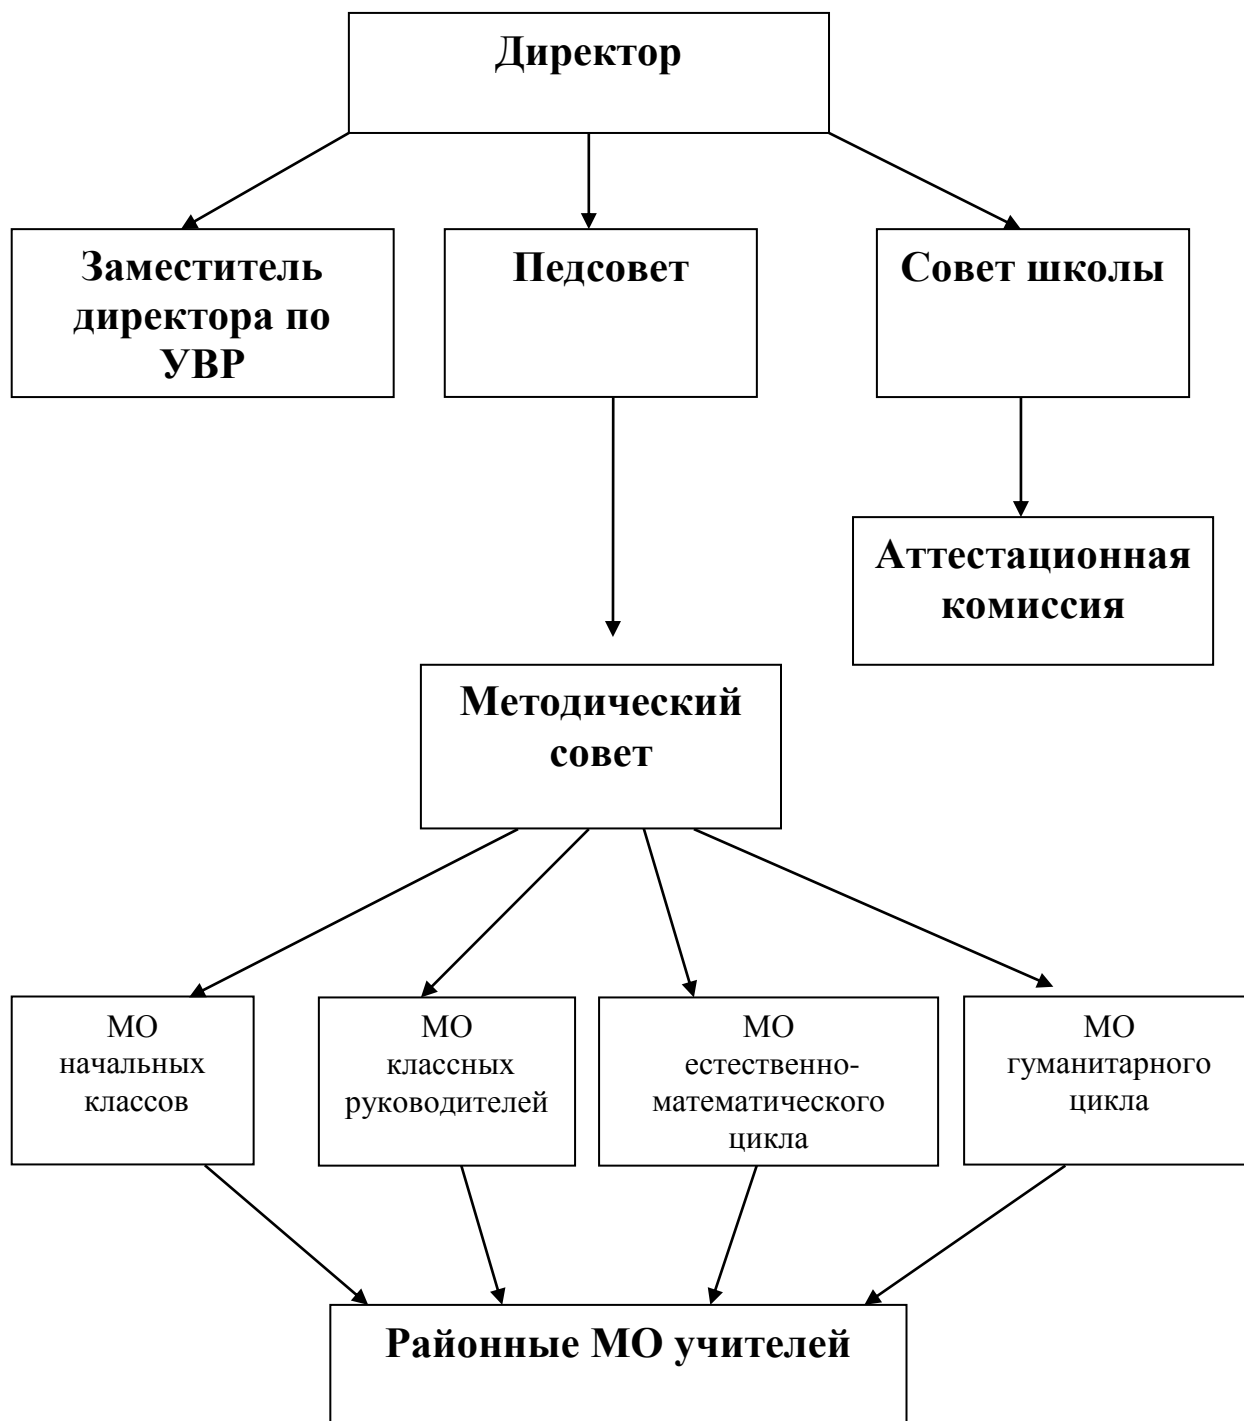 Директор
Заместитель
директора по
УВР
Педсовет
Совет школы
Аттестационная
комиссия
Методический
совет
МО
начальных
классов
МО
классных
руководителей
МО
естественно-
математического
цикла
МО
гуманитарного
цикла
Районные МО учителей